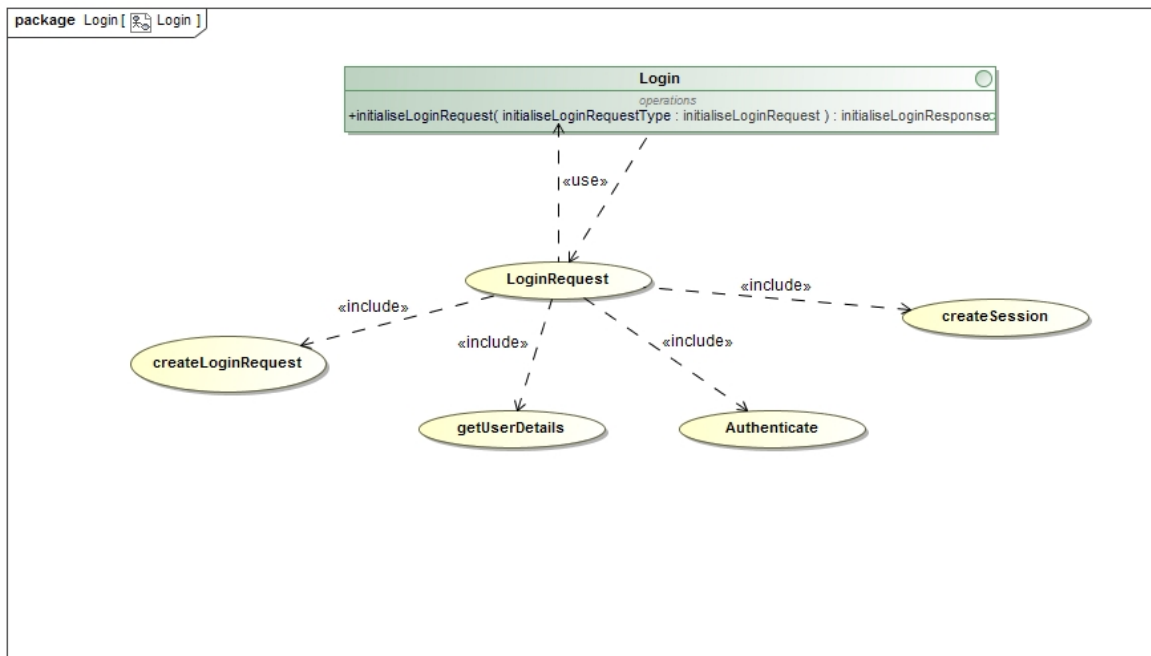 package Login [ Login ]
Login
operations
+initialiseLoginRequest( initialiseLoginRequestType : initialiseLoginRequest ) : initialiseLoginResponse
«use»
LoginRequest
«include»
createSession
«include»
createLoginRequest
«include»
«include»
getUserDetails
Authenticate